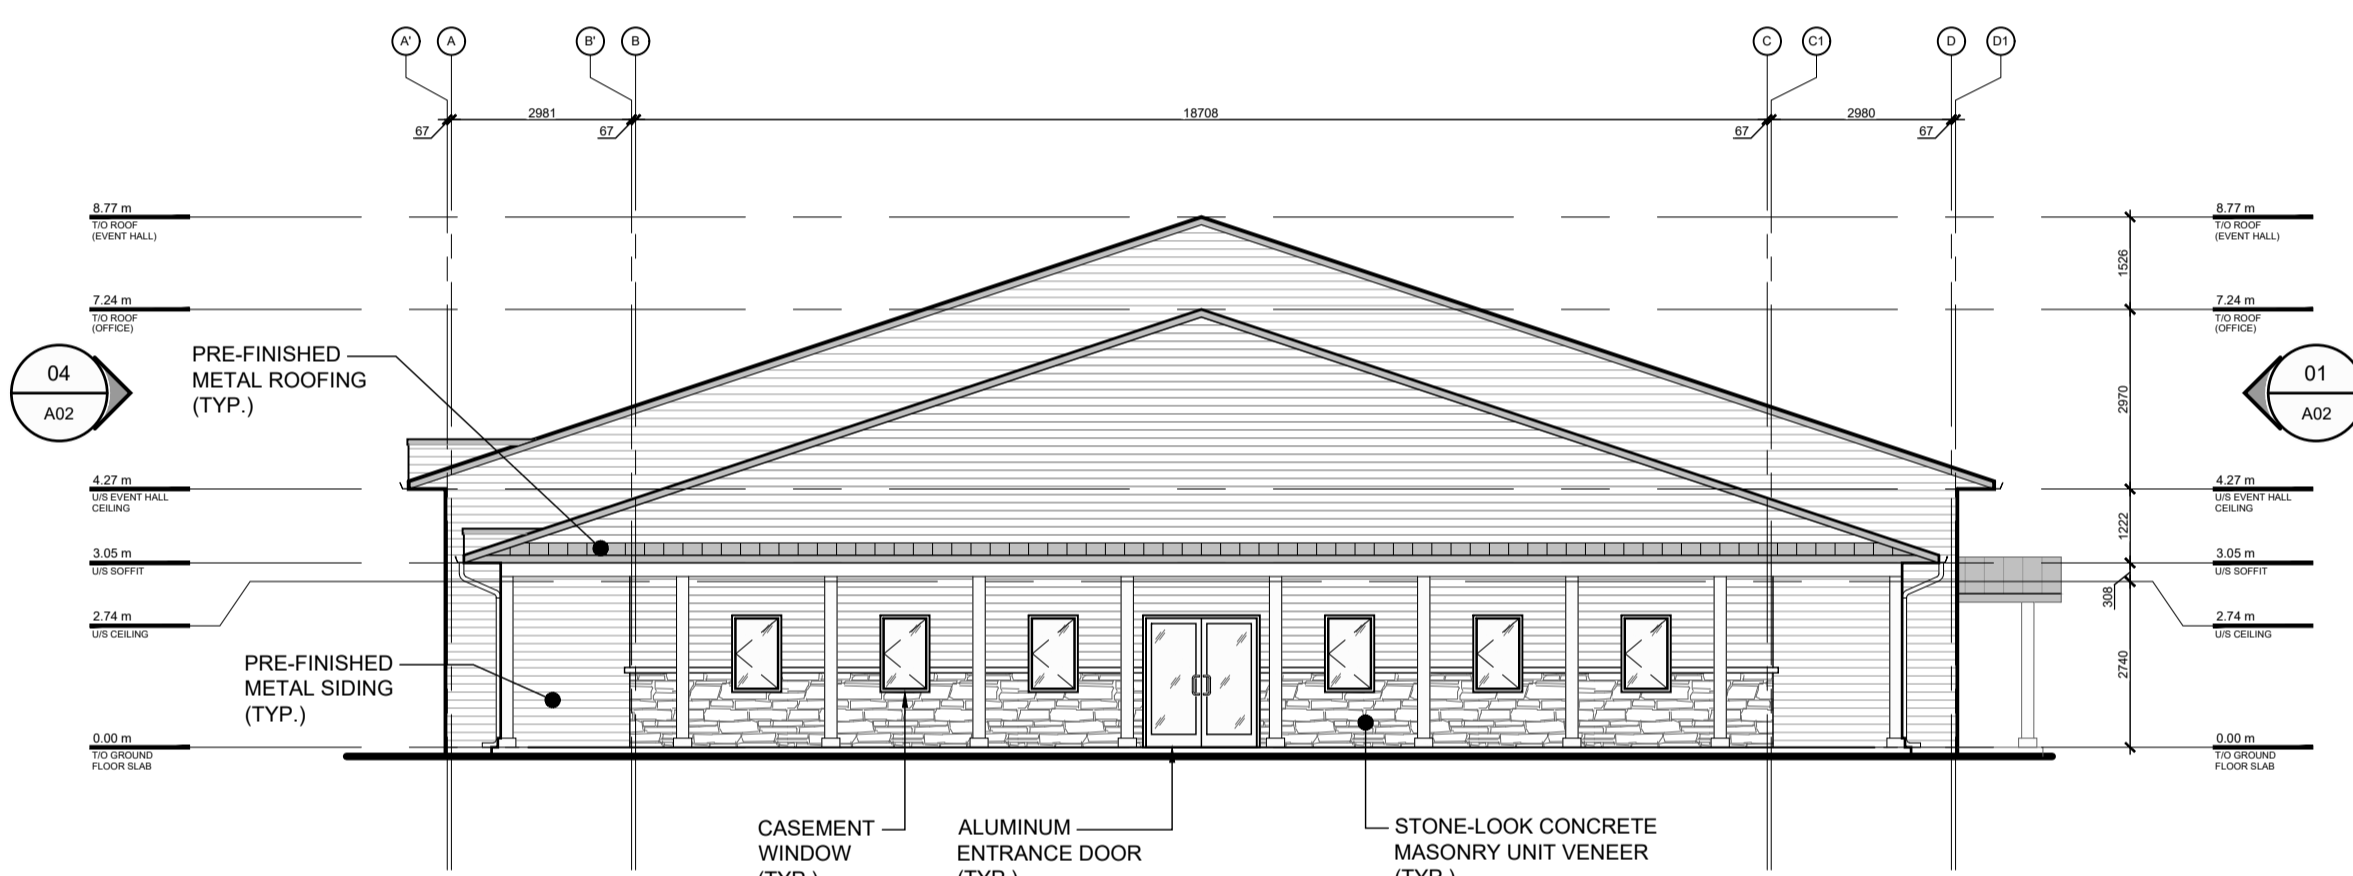 A' A B' B C C1 D D1
2981 18708 2980
67 67 67 67
8.77 m
T/O ROOF
(EVENT HALL)
7.24 m
T/O ROOF
(OFFICE)
04
A02
PRE-FINISHED
METAL ROOFING
(TYP.)
4.27 m
U/S EVENT HALL
CEILING
3.05 m
U/S SOFFIT
2.74 m
U/S CEILING
PRE-FINISHED
METAL SIDING
(TYP.)
0.00 m
T/O GROUND
FLOOR SLAB
CASEMENT
WINDOW
(TYP.)
ALUMINUM
ENTRANCE DOOR
(TYP.)
STONE-LOOK CONCRETE
MASONRY UNIT VENEER
(TYP.)
1526
2970
1222
308
2740
8.77 m
T/O ROOF
(EVENT HALL)
7.24 m
T/O ROOF
(OFFICE)
01
A02
4.27 m
U/S EVENT HALL
CEILING
3.05 m
U/S SOFFIT
2.74 m
U/S CEILING
0.00 m
T/O GROUND
FLOOR SLAB